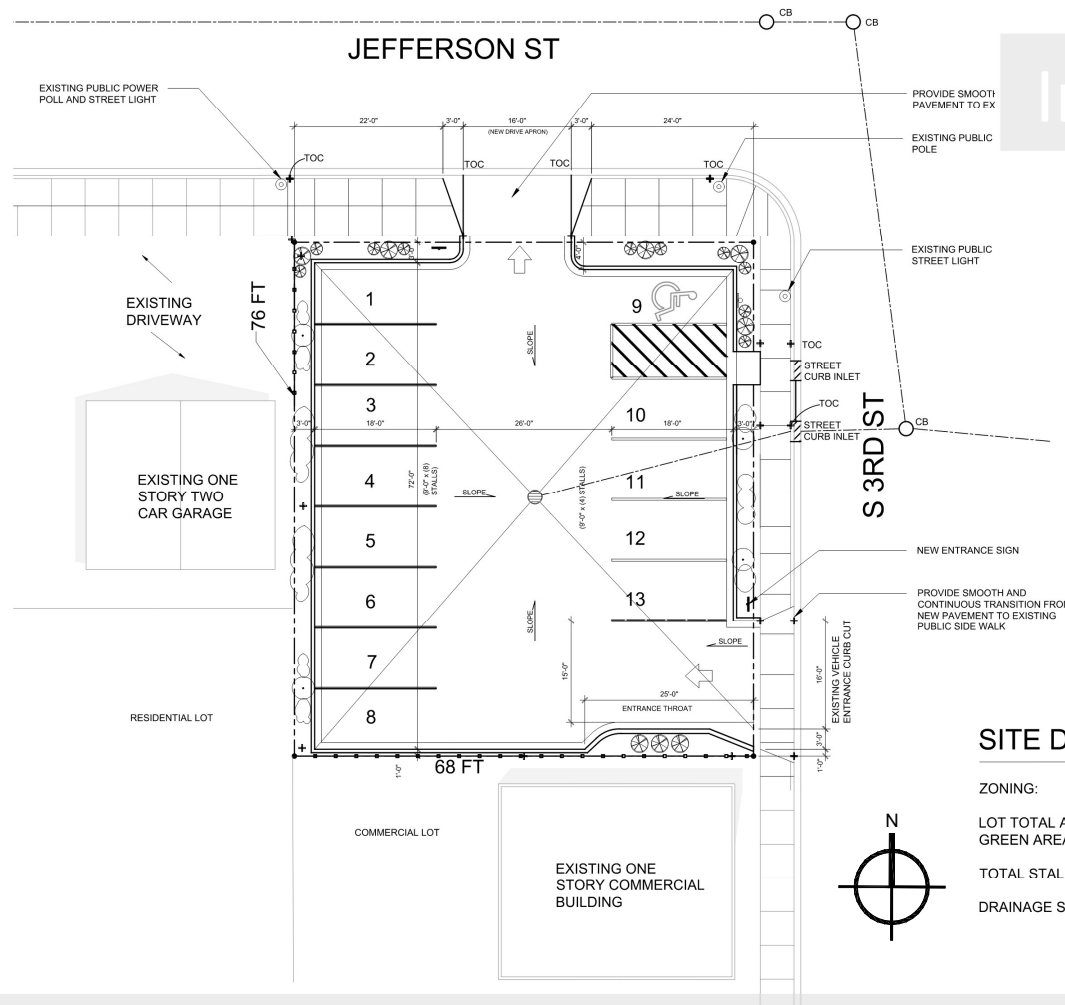 CB
CB
JEFFERSON ST
EXISTING PUBLIC POWER
POLL AND STREET LIGHT
PROVIDE SMOOTH
PAVEMENT TO EX
22'-0"
3'-0"
16'-0"
(NEW DRIVE APRON)
3'-0"
24'-0"
EXISTING PUBLIC
POLE
TOC
TOC
TOC
TOC
3'-0"
4'-0"
EXISTING PUBLIC
STREET LIGHT
EXISTING
DRIVEWAY
76 FT
1
2
3
4
5
6
7
8
9
10
11
12
13
SLOPE
SLOPE
SLOPE
SLOPE
SLOPE
TOC
STREET
CURB INLET
TOC
STREET
CURB INLET
CB
S 3RD ST
3'-0"
18'-0"
26'-0"
18'-0"
3'-0"
72'-0"
(9'-0" x (8)
STALLS)
(9'-0" x (4) STALLS)
EXISTING ONE
STORY TWO
CAR GARAGE
NEW ENTRANCE SIGN
PROVIDE SMOOTH AND
CONTINUOUS TRANSITION FROM
NEW PAVEMENT TO EXISTING
PUBLIC SIDE WALK
15'-0"
25'-0"
ENTRANCE THROAT
16'-0"
EXISTING VEHICLE
ENTRANCE CURB CUT
3'-0"
1'-0"
RESIDENTIAL LOT
1'-0"
68 FT
COMMERCIAL LOT
EXISTING ONE
STORY COMMERCIAL
BUILDING
N
SITE D
ZONING:
LOT TOTAL A
GREEN AREA
TOTAL STAL
DRAINAGE S